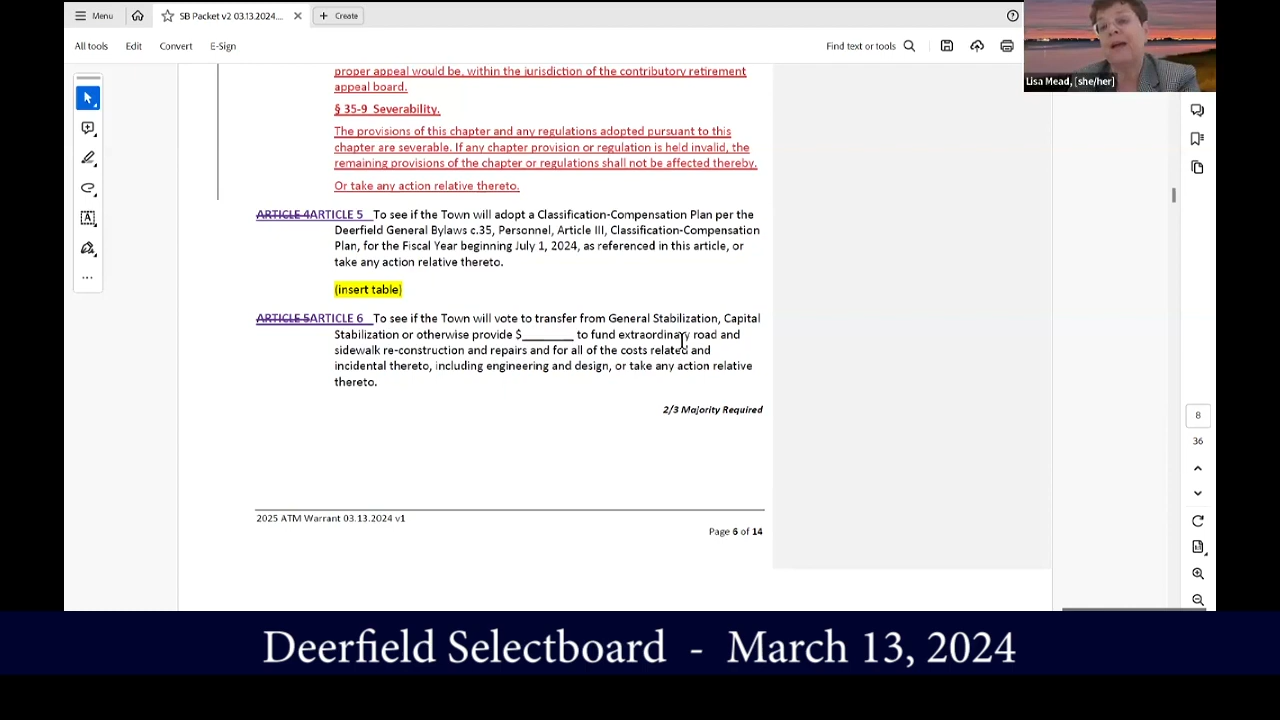 Menu
SB Packet v2 03.13.2024...
Create
All tools
Edit
Convert
E-Sign
Find text or tools
Lisa Mead, [she/her]
proper appeal would be, within the jurisdiction of the contributory retirement
appeal board.
§ 35-9 Severability.
The provisions of this chapter and any regulations adopted pursuant to this
chapter are severable. If any chapter provision or regulation is held invalid, the
remaining provisions of the chapter or regulations shall not be affected thereby.
Or take any action relative thereto.
ARTICLE 4ARTICLE 5 To see if the Town will adopt a Classification-Compensation Plan per the
Deerfield General Bylaws c.35, Personnel, Article III, Classification-Compensation
Plan, for the Fiscal Year beginning July 1, 2024, as referenced in this article, or
take any action relative thereto.
(insert table)
ARTICLE 5ARTICLE 6 To see if the Town will vote to transfer from General Stabilization, Capital
Stabilization or otherwise provide $________ to fund extraordinary road and
sidewalk re-construction and repairs and for all of the costs related and
incidental thereto, including engineering and design, or take any action relative
thereto.
2/3 Majority Required
2025 ATM Warrant 03.13.2024 v1
Page 6 of 14
8
36
Deerfield Selectboard - March 13, 2024